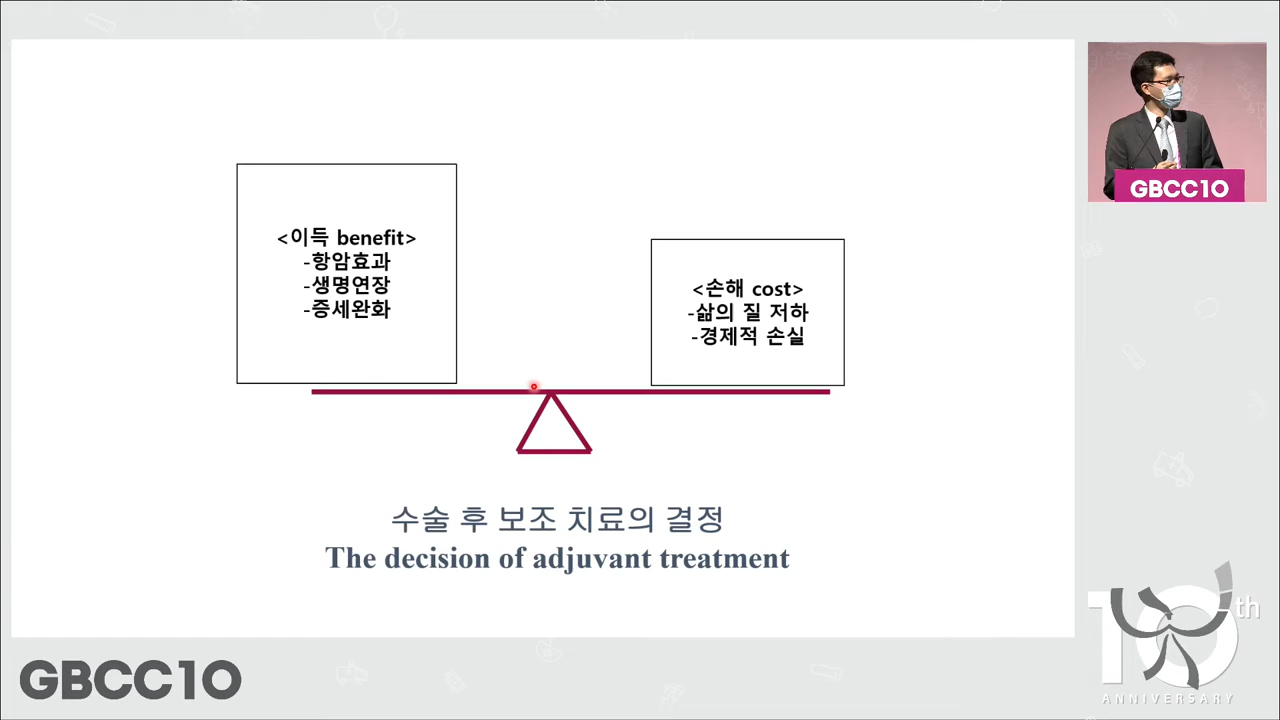 <이득 benefit>
-항암효과
-생명연장
-증세완화
<손해 cost>
-삶의 질 저하
-경제적 손실
수술 후 보조 치료의 결정
The decision of adjuvant treatment
GBCC10
GBCC10
10th
ANNIVERSARY